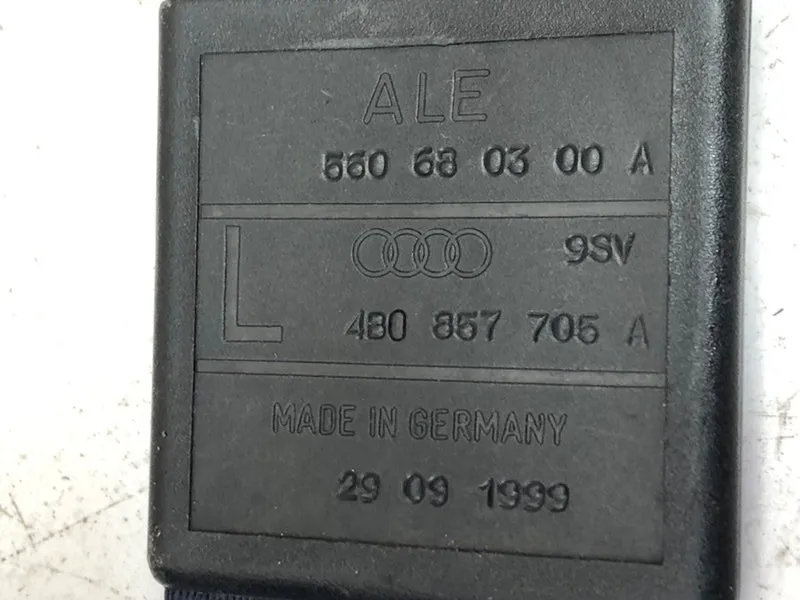 ALE
560 68 03 00 A
L
9SV
4B0 857 705 A
MADE IN GERMANY
29 09 1999